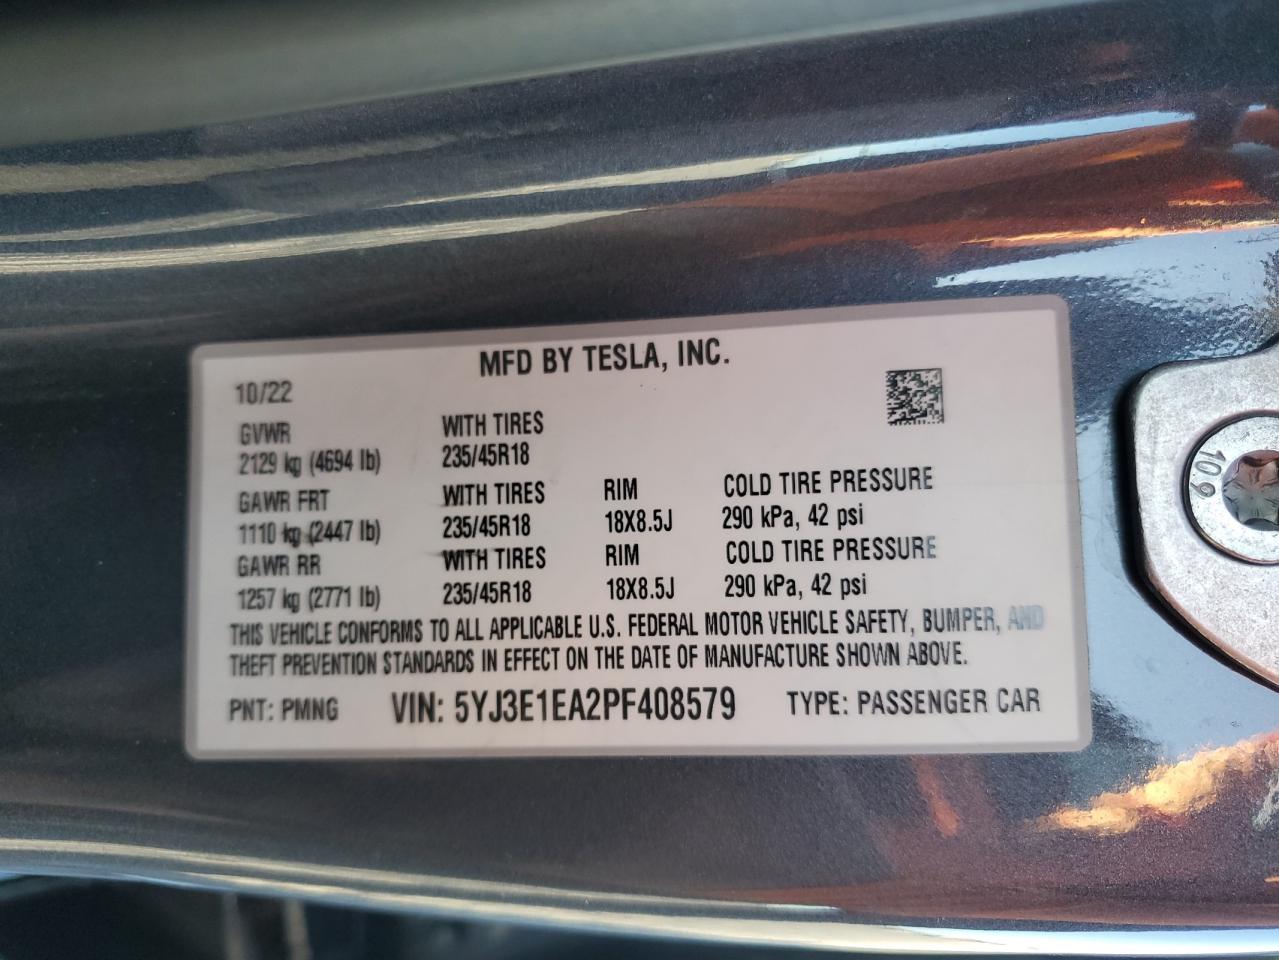 MFD BY TESLA, INC.
10/22
GVWR WITH TIRES
2129 kg (4694 lb) 235/45R18
GAWR FRT WITH TIRES RIM COLD TIRE PRESSURE
1110 kg (2447 lb) 235/45R18 18X8.5J 290 kPa, 42 psi
GAWR RR WITH TIRES RIM COLD TIRE PRESSURE
1257 kg (2771 lb) 235/45R18 18X8.5J 290 kPa, 42 psi
THIS VEHICLE CONFORMS TO ALL APPLICABLE U.S. FEDERAL MOTOR VEHICLE SAFETY, BUMPER, AND
THEFT PREVENTION STANDARDS IN EFFECT ON THE DATE OF MANUFACTURE SHOWN ABOVE.
PNT: PMNG VIN: 5YJ3E1EA2PF408579 TYPE: PASSENGER CAR
10.9